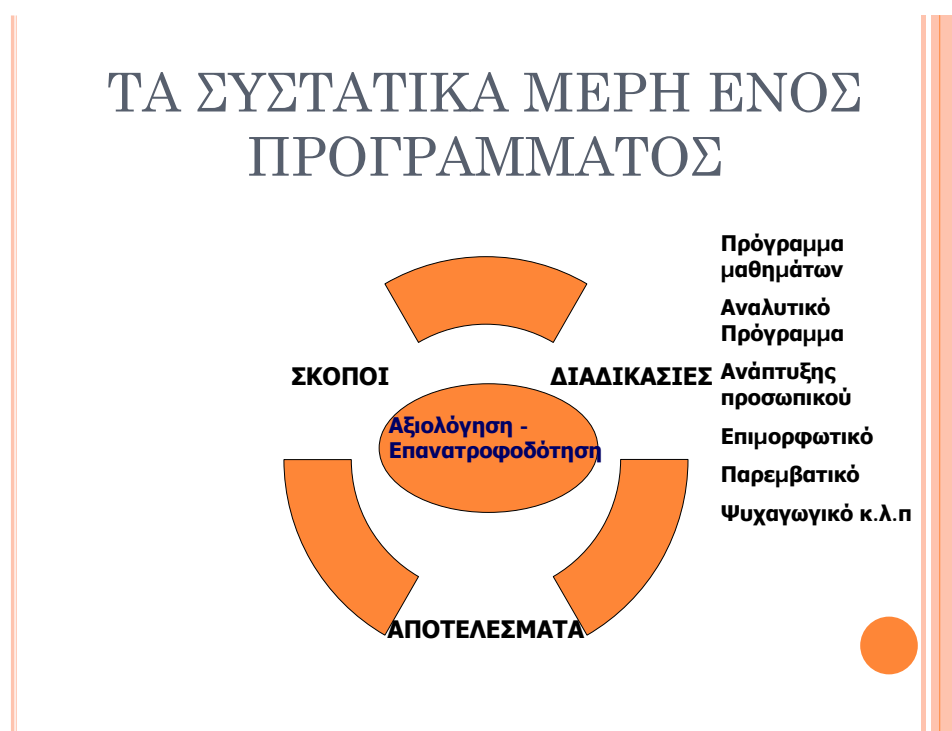 ΤΑ ΣΥΣΤΑΤΙΚΑ ΜΕΡΗ ΕΝΟΣ
ΠΡΟΓΡΑΜΜΑΤΟΣ
ΣΚΟΠΟΙ
ΔΙΑΔΙΚΑΣΙΕΣ
Αξιολόγηση -
Επανατροφοδότηση
ΑΠΟΤΕΛΕΣΜΑΤΑ
Πρόγραμμα
μαθημάτων
Αναλυτικό
Πρόγραμμα
Ανάπτυξης
προσωπικού
Επιμορφωτικό
Παρεμβατικό
Ψυχαγωγικό κ.λ.π